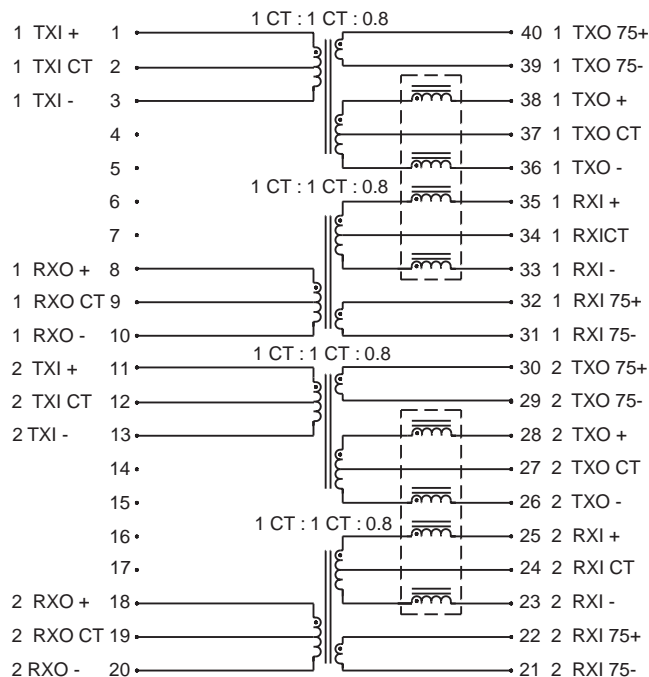 1 CT : 1 CT : 0.8
1 TXI + 1 40 1 TXO 75+
1 TXI CT 2 39 1 TXO 75-
1 TXI - 3 38 1 TXO +
4 37 1 TXO CT
5 36 1 TXO -
1 CT : 1 CT : 0.8
6 35 1 RXI +
7 34 1 RXICT
1 RXO + 8 33 1 RXI -
1 RXO CT 9 32 1 RXI 75+
1 RXO - 10 31 1 RXI 75-
1 CT : 1 CT : 0.8
2 TXI + 11 30 2 TXO 75+
2 TXI CT 12 29 2 TXO 75-
2 TXI - 13 28 2 TXO +
14 27 2 TXO CT
15 26 2 TXO -
1 CT : 1 CT : 0.8
16 25 2 RXI +
17 24 2 RXI CT
2 RXO + 18 23 2 RXI -
2 RXO CT 19 22 2 RXI 75+
2 RXO - 20 21 2 RXI 75-